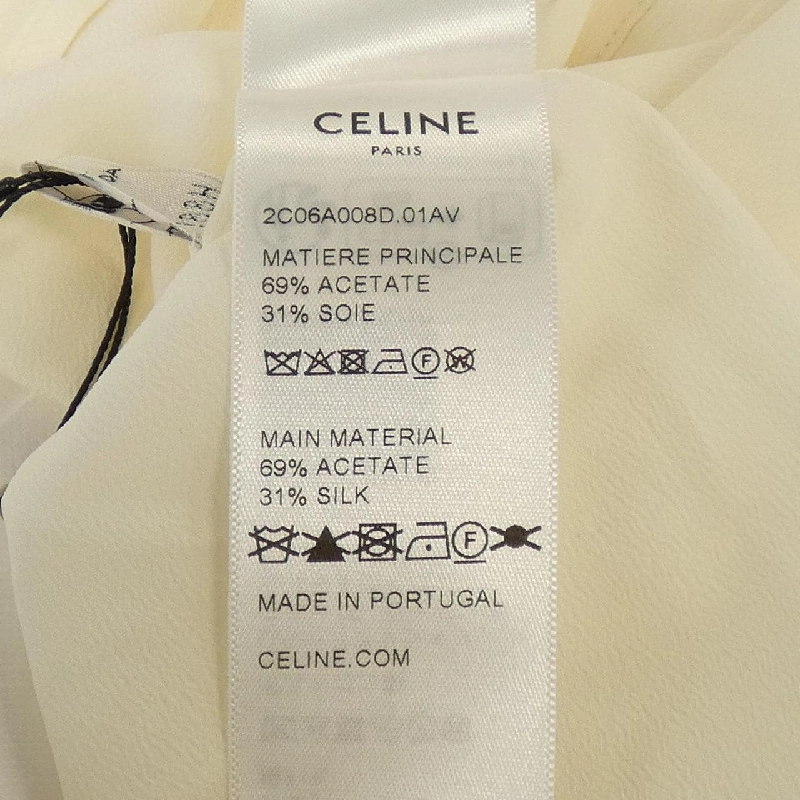 CELINE
PARIS
2C06A008D.01AV
MATIERE PRINCIPALE
69% ACETATE
31% SOIE
F
W
MAIN MATERIAL
69% ACETATE
31% SILK
F
MADE IN PORTUGAL
CELINE.COM